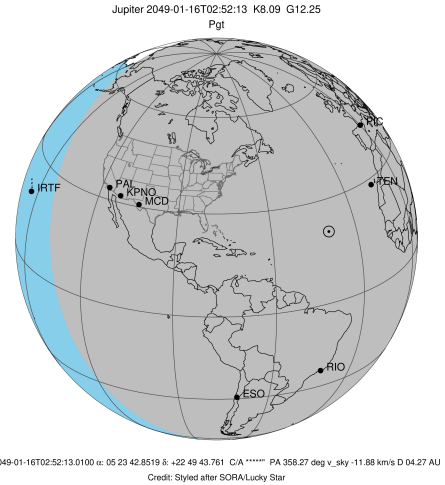 Jupiter 2049-01-16T02:52:13 K8.09 G12.25
Pgt
PIC
TEN
IRTF
PAL
KPNO
MCD
RIO
ESO
049-01-16T02:52:13.0100 α: 05 23 42.8519 δ: +22 49 43.761 C/A *****" PA 358.27 deg v_sky -11.88 km/s D 04.27 AU
Credit: Styled after SORA/Lucky Star